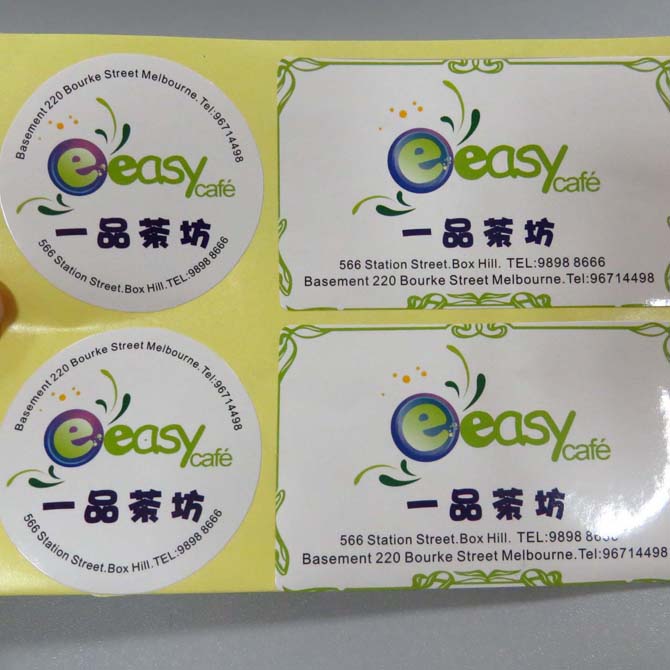 Basement 220 Bourke Street Melbourne.Tel:96714498
e easy
café
一品茶坊
566 Station Street.Box Hill. TEL:9898 8666
e easy
café
一品茶坊
566 Station Street.Box Hill. TEL:9898 8666
Basement 220 Bourke Street Melbourne.Tel:96714498
Basement 220 Bourke Street Melbourne.Tel:96714498
e easy
café
一品茶坊
566 Station Street.Box Hill. TEL:9898 8666
e easy
café
一品茶坊
566 Station Street.Box Hill. TEL:9898
Basement 220 Bourke Street Melbourne.Tel:96714498